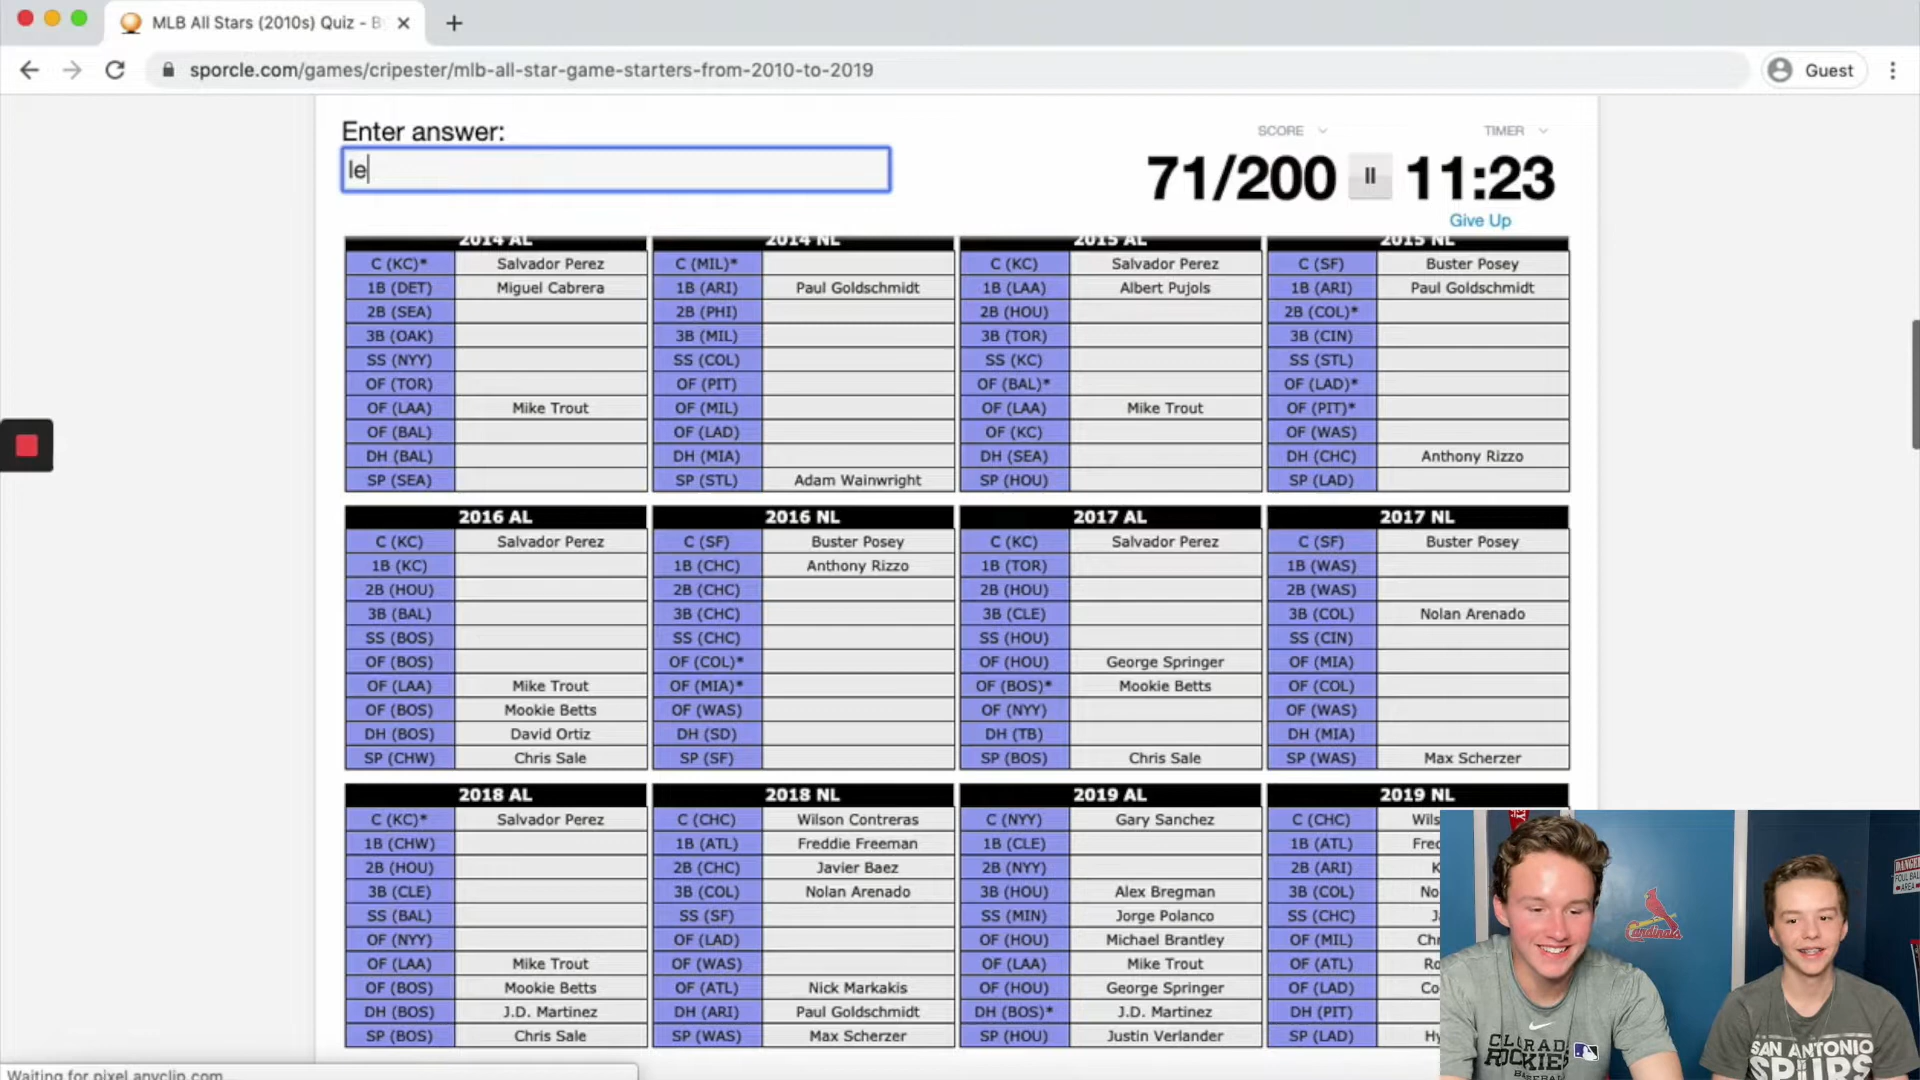 MLB All Stars (2010s) Quiz - B
sporcle.com/games/cripester/mlb-all-star-game-starters-from-2010-to-2019
Guest
Enter answer:
le
SCORE
TIMER
71/200
11:23
Give Up
2014 AL
C (KC)* Salvador Perez
1B (DET) Miguel Cabrera
2B (SEA)
3B (OAK)
SS (NYY)
OF (TOR)
OF (LAA) Mike Trout
OF (BAL)
DH (BAL)
SP (SEA)
2014 NL
C (MIL)*
1B (ARI) Paul Goldschmidt
2B (PHI)
3B (MIL)
SS (COL)
OF (PIT)
OF (MIL)
OF (LAD)
DH (MIA)
SP (STL) Adam Wainwright
2015 AL
C (KC) Salvador Perez
1B (LAA) Albert Pujols
2B (HOU)
3B (TOR)
SS (KC)
OF (BAL)*
OF (LAA) Mike Trout
OF (KC)
DH (SEA)
SP (HOU)
2015 NL
C (SF) Buster Posey
1B (ARI) Paul Goldschmidt
2B (COL)*
3B (CIN)
SS (STL)
OF (LAD)*
OF (PIT)*
OF (WAS)
DH (CHC) Anthony Rizzo
SP (LAD)
2016 AL
C (KC) Salvador Perez
1B (KC)
2B (HOU)
3B (BAL)
SS (BOS)
OF (BOS)
OF (LAA) Mike Trout
OF (BOS) Mookie Betts
DH (BOS) David Ortiz
SP (CHW) Chris Sale
2016 NL
C (SF) Buster Posey
1B (CHC) Anthony Rizzo
2B (CHC)
3B (CHC)
SS (CHC)
OF (COL)*
OF (MIA)*
OF (WAS)
DH (SD)
SP (SF)
2017 AL
C (KC) Salvador Perez
1B (TOR)
2B (HOU)
3B (CLE)
SS (HOU)
OF (HOU) George Springer
OF (BOS)* Mookie Betts
OF (NYY)
DH (TB)
SP (BOS) Chris Sale
2017 NL
C (SF) Buster Posey
1B (WAS)
2B (WAS)
3B (COL) Nolan Arenado
SS (CIN)
OF (MIA)
OF (COL)
OF (WAS)
DH (MIA)
SP (WAS) Max Scherzer
2018 AL
C (KC)* Salvador Perez
1B (CHW)
2B (HOU)
3B (CLE)
SS (BAL)
OF (NYY)
OF (LAA) Mike Trout
OF (BOS) Mookie Betts
DH (BOS) J.D. Martinez
SP (BOS) Chris Sale
2018 NL
C (CHC) Wilson Contreras
1B (ATL) Freddie Freeman
2B (CHC) Javier Baez
3B (COL) Nolan Arenado
SS (SF)
OF (LAD)
OF (WAS)
OF (ATL) Nick Markakis
DH (ARI) Paul Goldschmidt
SP (WAS) Max Scherzer
2019 AL
C (NYY) Gary Sanchez
1B (CLE)
2B (NYY)
3B (HOU) Alex Bregman
SS (MIN) Jorge Polanco
OF (HOU) Michael Brantley
OF (LAA) Mike Trout
OF (HOU) George Springer
DH (BOS)* J.D. Martinez
SP (HOU) Justin Verlander
2019 NL
C (CHC) Wils
1B (ATL) Fred
2B (ARI) K
3B (COL) No
SS (CHC) J
OF (MIL) Ch
OF (ATL) Ro
OF (LAD) Co
DH (PIT)
SP (LAD) Hy
Waiting for pixel.anyclip.com...
Cardinals
DANGER
FOUL BALL
AREA
ROCKIES
BASEBALL
SAN ANTONIO
SPURS